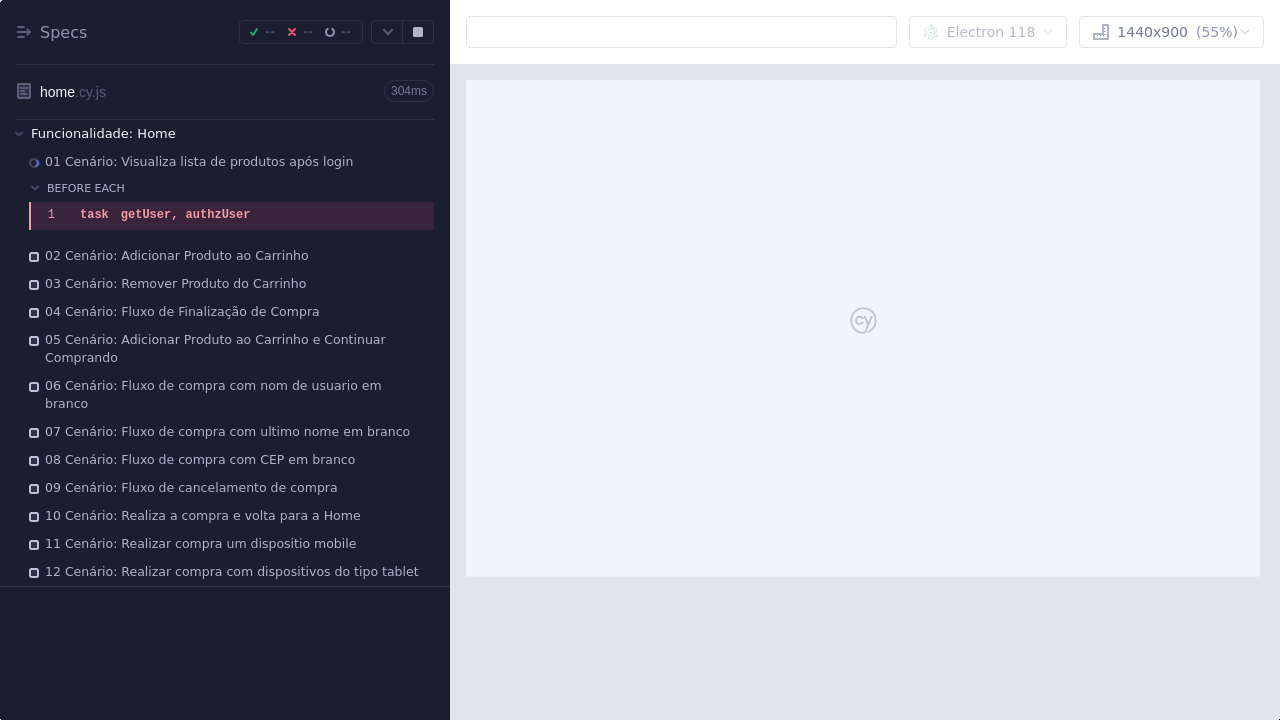 Specs
--
--
--
Electron 118
1440x900 (55%)
home.cy.js
304ms
Funcionalidade: Home
01 Cenário: Visualiza lista de produtos após login
BEFORE EACH
1 task getUser, authzUser
02 Cenário: Adicionar Produto ao Carrinho
03 Cenário: Remover Produto do Carrinho
04 Cenário: Fluxo de Finalização de Compra
05 Cenário: Adicionar Produto ao Carrinho e Continuar
Comprando
06 Cenário: Fluxo de compra com nome de usuario em
branco
07 Cenário: Fluxo de compra com ultimo nome em branco
08 Cenário: Fluxo de compra com CEP em branco
09 Cenário: Fluxo de cancelamento de compra
10 Cenário: Realiza a compra e volta para a Home
11 Cenário: Realizar compra um dispositio mobile
12 Cenário: Realizar compra com dispositivos do tipo tablet
cy